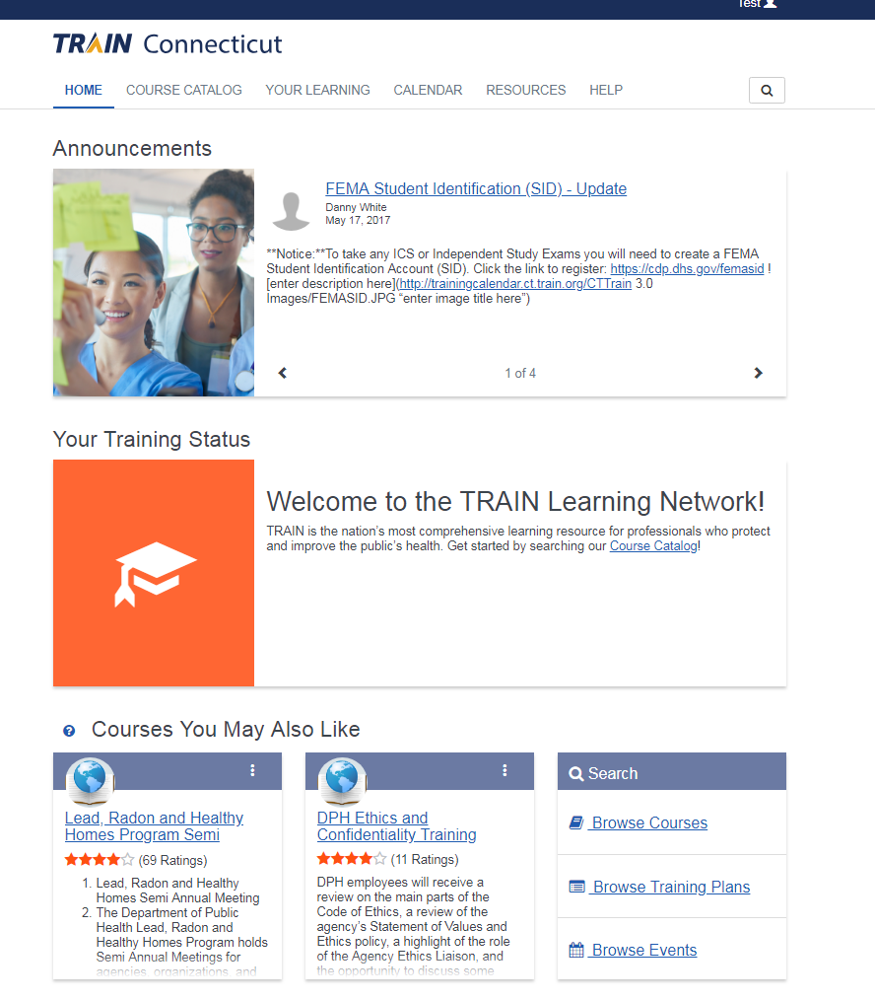 Test
TRAIN Connecticut
HOME COURSE CATALOG YOUR LEARNING CALENDAR RESOURCES HELP
Announcements
FEMA Student Identification (SID) - Update
Danny White
May 17, 2017
**Notice:**To take any ICS or Independent Study Exams you will need to create a FEMA
Student Identification Account (SID). Click the link to register: https://cdp.dhs.gov/femasid !
[enter description here](http://trainingcalendar.ct.train.org/CTTrain 3.0
Images/FEMASID.JPG “enter image title here”)
1 of 4
Your Training Status
Welcome to the TRAIN Learning Network!
TRAIN is the nation’s most comprehensive learning resource for professionals who protect
and improve the public’s health. Get started by searching our Course Catalog!
Courses You May Also Like
Lead, Radon and Healthy
Homes Program Semi
(69 Ratings)
1. Lead, Radon and Healthy
Homes Semi Annual Meeting
2. The Department of Public
Health Lead, Radon and
Healthy Homes Program holds
Semi Annual Meetings for
agencies, organizations, and
DPH Ethics and
Confidentiality Training
(11 Ratings)
DPH employees will receive a
review on the main parts of the
Code of Ethics, a review of the
agency’s Statement of Values and
Ethics policy, a highlight of the role
of the Agency Ethics Liaison, and
the opportunity to discuss some
Search
Browse Courses
Browse Training Plans
Browse Events